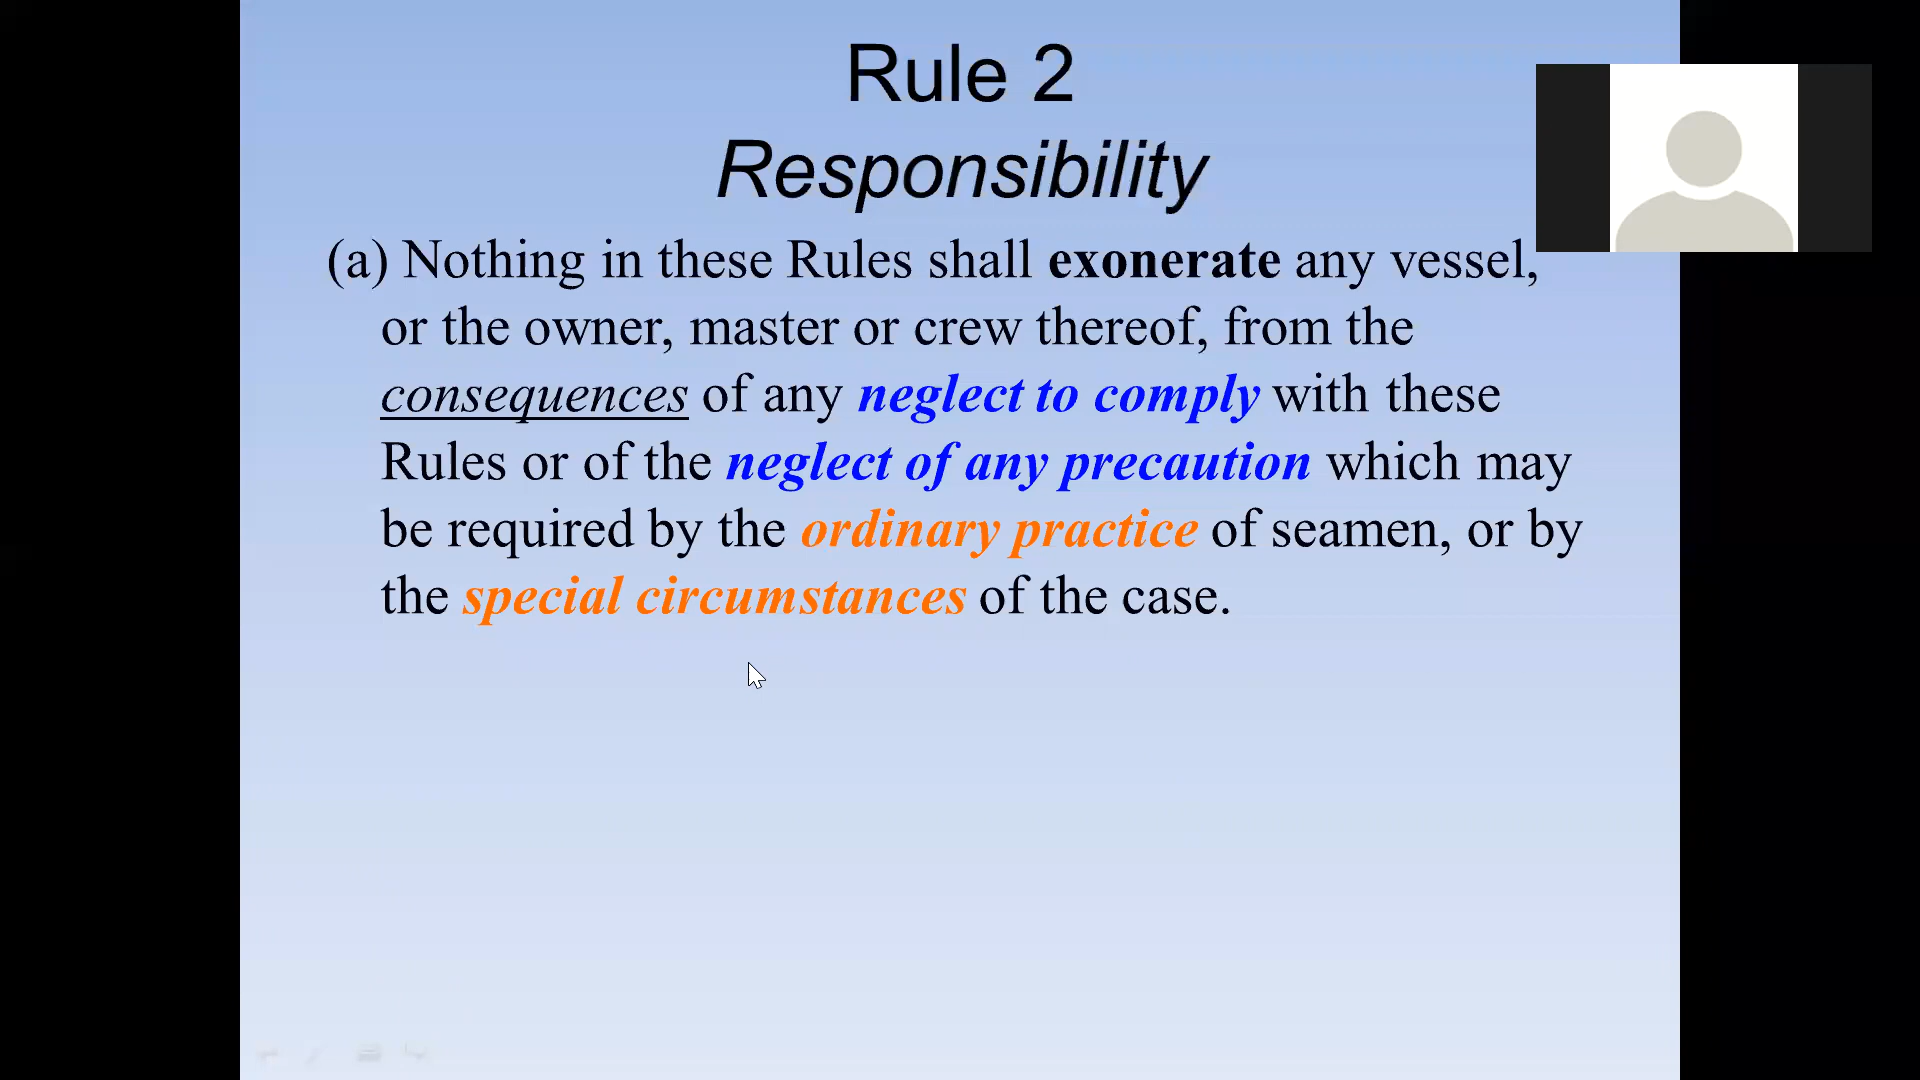 Rule 2
Responsibility
(a) Nothing in these Rules shall exonerate any vessel,
or the owner, master or crew thereof, from the
consequences of any neglect to comply with these
Rules or of the neglect of any precaution which may
be required by the ordinary practice of seamen, or by
the special circumstances of the case.